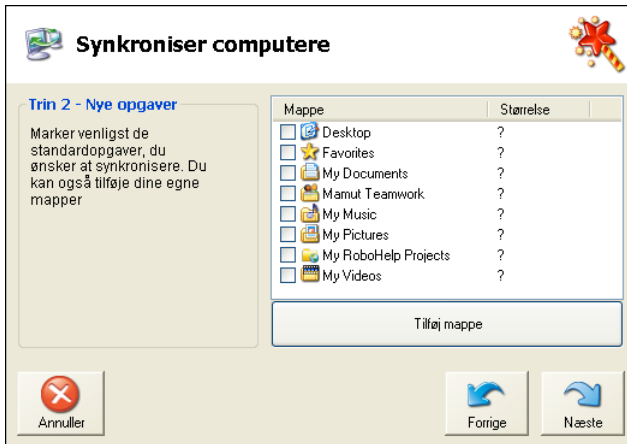 Synkroniser computere
Trin 2 - Nye opgaver
Marker venligst de
standardopgaver, du
ønsker at synkronisere. Du
kan også tilføje dine egne
mapper
Mappe Størrelse
Desktop ?
Favorites ?
My Documents ?
Mamut Teamwork ?
My Music ?
My Pictures ?
My RoboHelp Projects ?
My Videos ?
Tilføj mappe
Annuller Forrige Næste